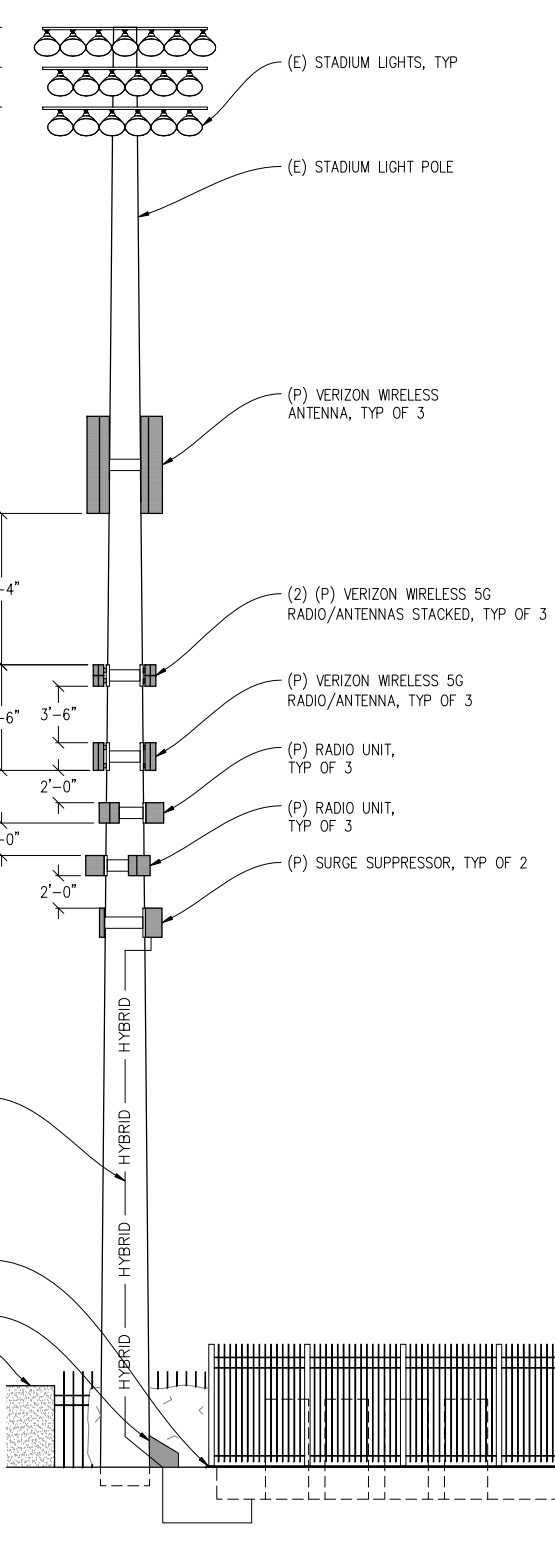 (E) STADIUM LIGHTS, TYP
(E) STADIUM LIGHT POLE
(P) VERIZON WIRELESS
ANTENNA, TYP OF 3
-4"
(2) (P) VERIZON WIRELESS 5G
RADIO/ANTENNAS STACKED, TYP OF 3
-6"
3'-6"
(P) VERIZON WIRELESS 5G
RADIO/ANTENNA, TYP OF 3
2'-0"
(P) RADIO UNIT,
TYP OF 3
-0"
(P) RADIO UNIT,
TYP OF 3
2'-0"
(P) SURGE SUPPRESSOR, TYP OF 2
HYBRID
HYBRID
HYBRID
HYBRID